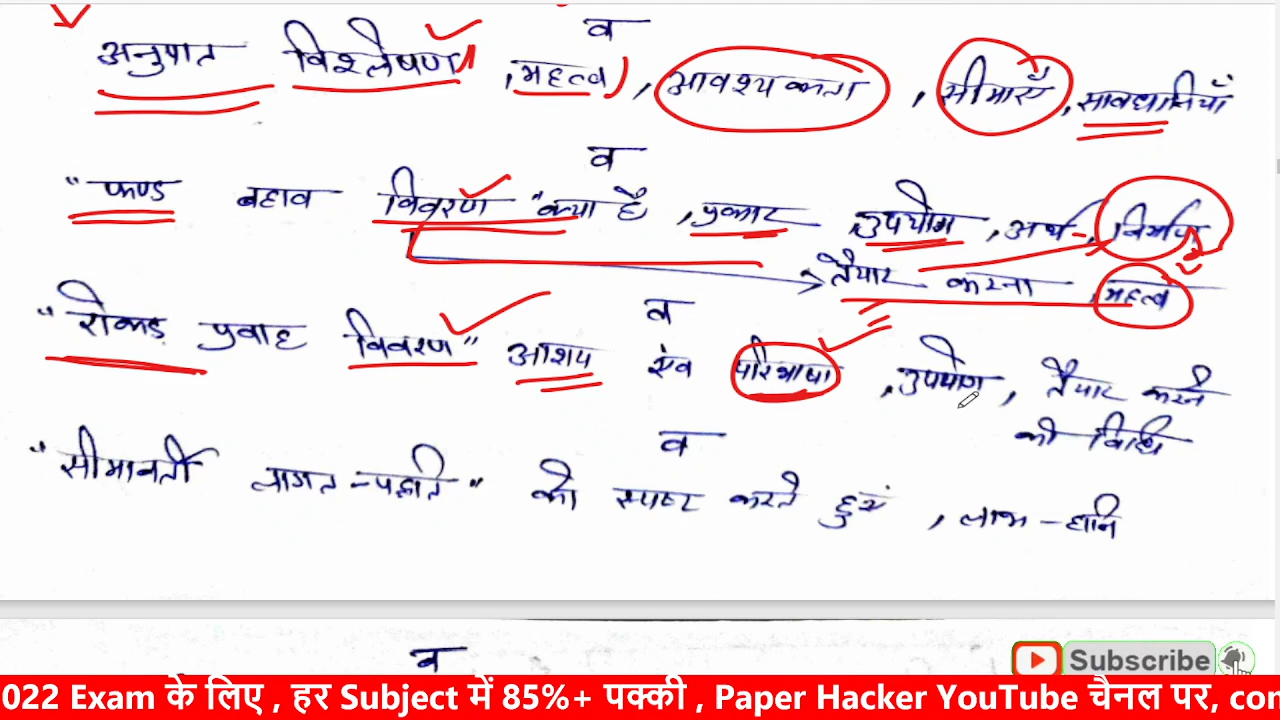 व
अनुपात विश्लेषण, महत्व, आवश्यकता, सीमाएँ, सावधानियाँ
व
"फण्ड बहाव विवरण" क्या है, प्रकार, उपयोग, अर्थ, निर्माण
तैयार करना, महत्व
व
"रोकड़ प्रवाह विवरण" आशय एंव परिभाषा, उपयोग, तैयार करने
की विधि
व
"सीमावर्ती लागत-पद्धति" को स्पष्ट करते हुए, लाभ-हानि
व
Subscribe
022 Exam के लिए , हर Subject में 85%+ पक्की , Paper Hacker YouTube चैनल पर, con